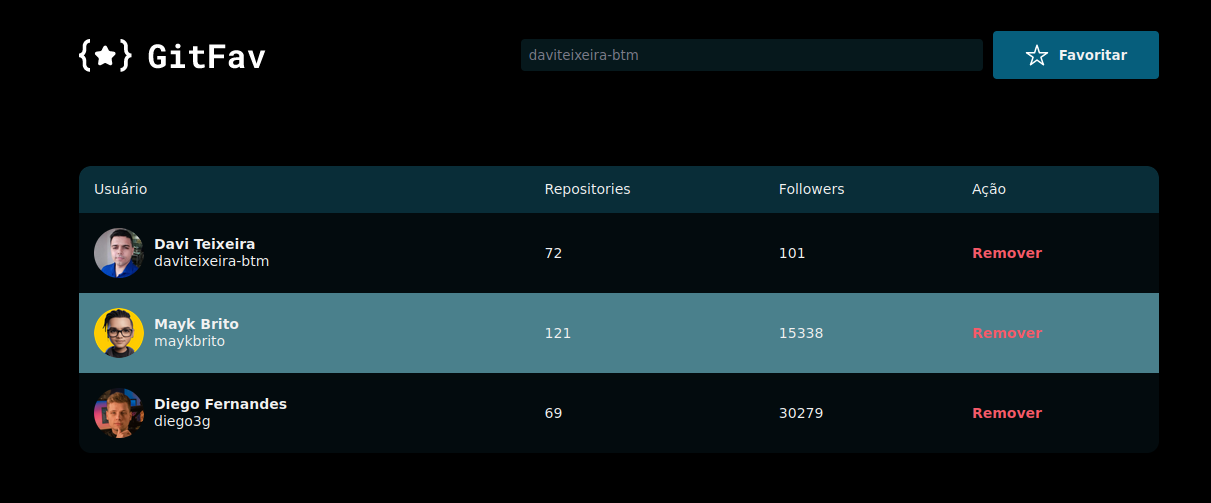 {★} GitFav
daviteixeira-btm
Favoritar
Usuário Repositories Followers Ação
Davi Teixeira
daviteixeira-btm
72 101 Remover
Mayk Brito
maykbrito
121 15338 Remover
Diego Fernandes
diego3g
69 30279 Remover